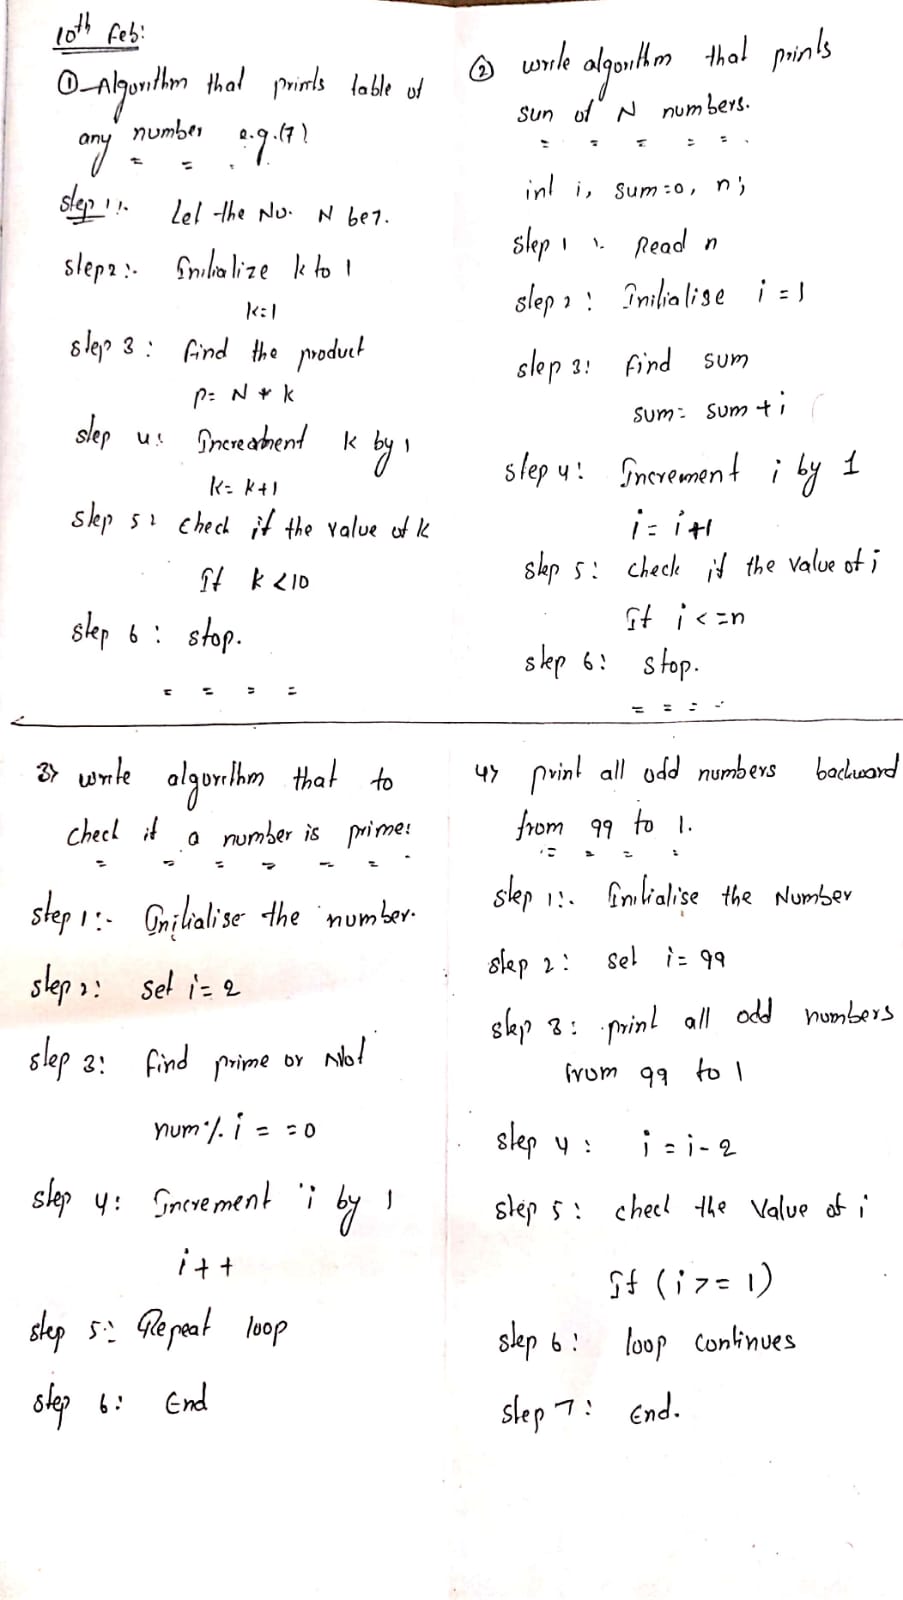 10th Feb:
① Algorithm that prints table of
any number e.g.(7)
step 1:. Let the No. N be 7.
step 2:. Initialize k to 1
k=1
step 3: find the product
p= N * k
step 4: Increment k by 1
k= k+1
step 5: check if the value of k
If k <10
step 6: stop.
② write algorithm that prints
sun of N numbers.
int i, sum=0, n;
step 1:. Read n
step 2: Initialise i=1
step 3: find sum
sum= sum+i
step 4: Increment i by 1
i= i+1
step 5: check if the value of i
If i<=n
step 6: stop.
3> write algorithm that to
check if a number is prime:
step 1:- Initialise the number.
step 2: set i=2
step 3: find prime or Not
num%i ==0
step 4: Increment i by 1
i++
step 5: Repeat loop
step 6: End
4> print all odd numbers backward
from 99 to 1.
step 1:. Initialise the Number
step 2: set i=99
step 3: print all odd numbers
from 99 to 1
step 4: i=i-2
step 5: check the value of i
If (i>=1)
step 6: loop continues
step 7: End.